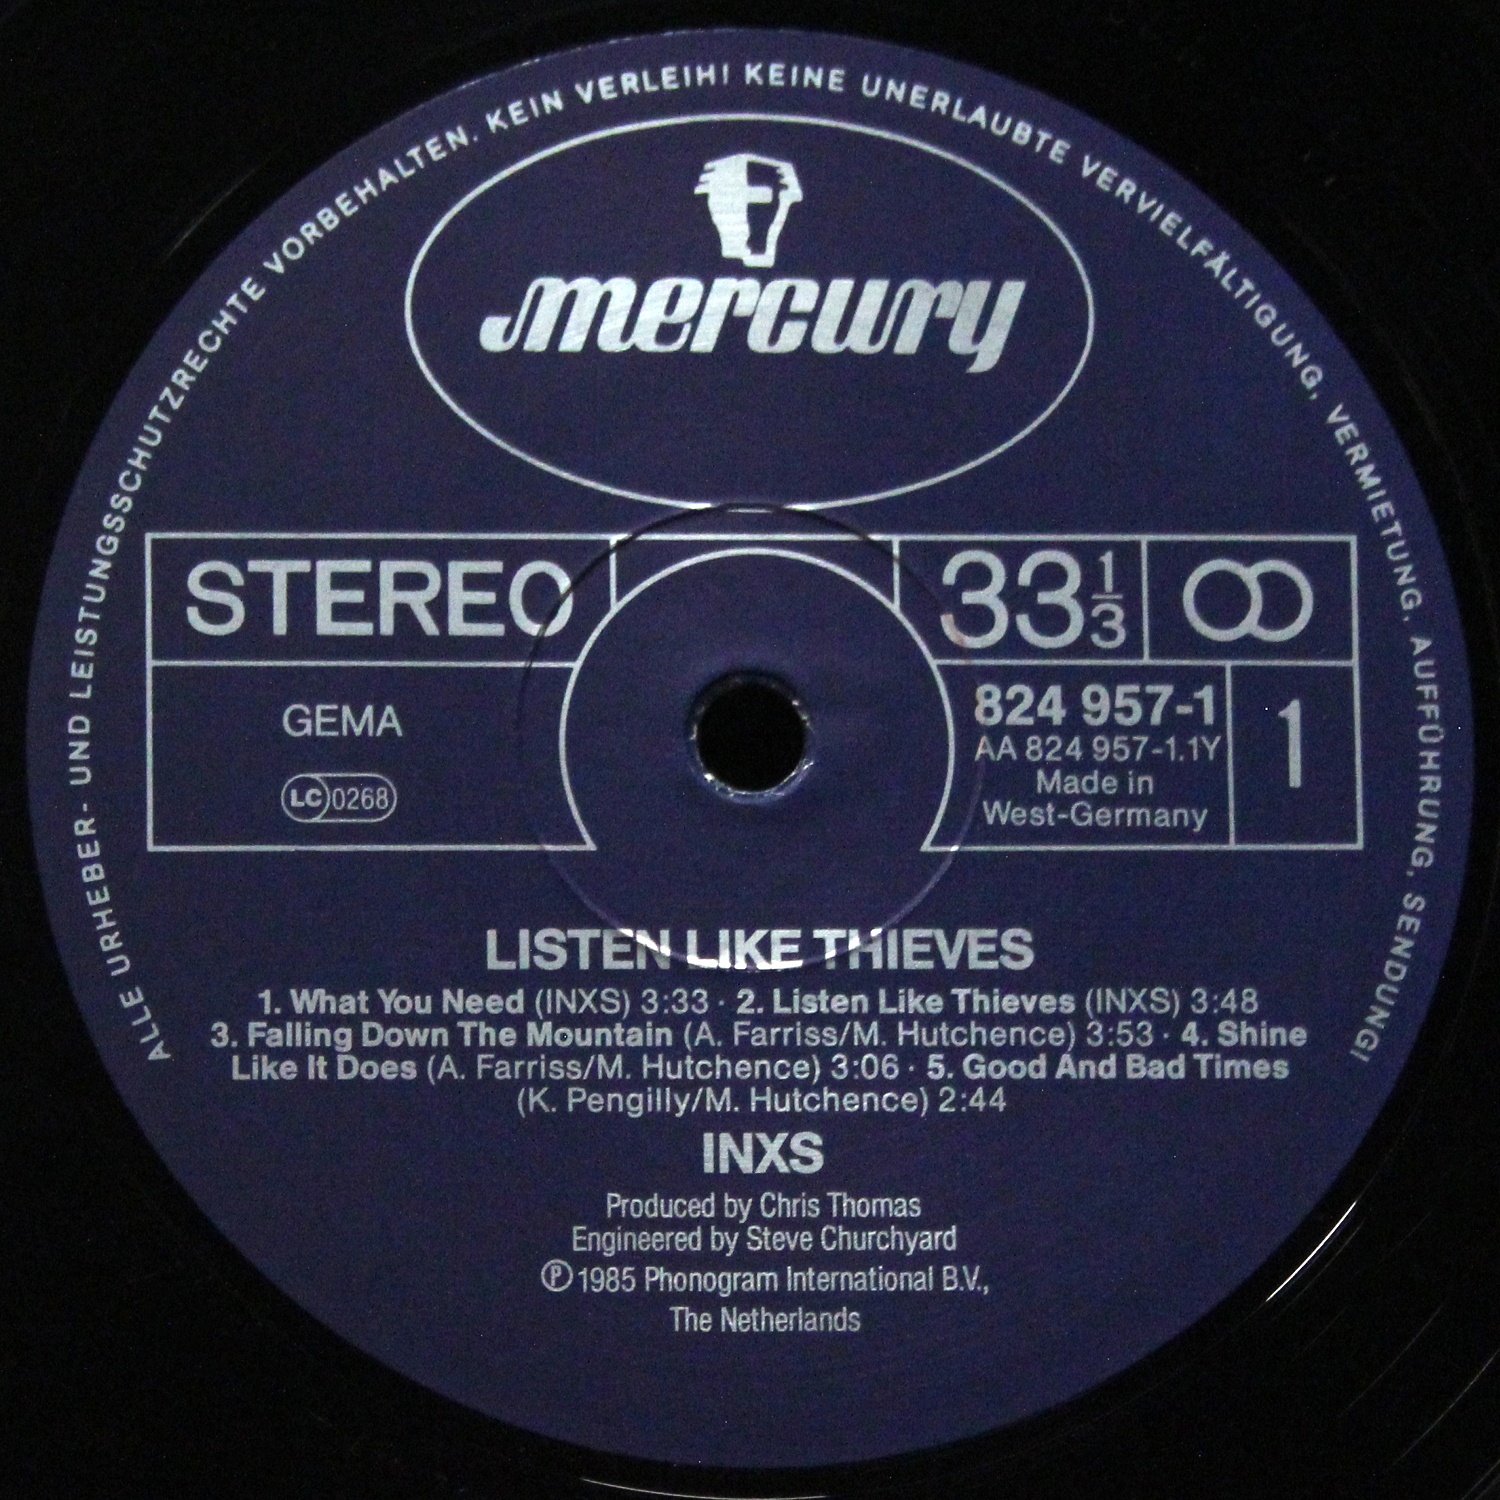 ALLE URHEBER- UND LEISTUNGSSCHUTZRECHTE VORBEHALTEN. KEIN VERLEIH! KEINE UNERLAUBTE VERVIELFÄLTIGUNG, VERMIETUNG, AUFFÜHRUNG, SENDUNG!
mercury
STEREO
33 1/3
GEMA
LC 0268
824 957-1
AA 824 957-1.1Y
Made in
West-Germany
1
LISTEN LIKE THIEVES
1. What You Need (INXS) 3:33 · 2. Listen Like Thieves (INXS) 3:48
3. Falling Down The Mountain (A. Farriss/M. Hutchence) 3:53 · 4. Shine
Like It Does (A. Farriss/M. Hutchence) 3:06 · 5. Good And Bad Times
(K. Pengilly/M. Hutchence) 2:44
INXS
Produced by Chris Thomas
Engineered by Steve Churchyard
℗ 1985 Phonogram International B.V.,
The Netherlands